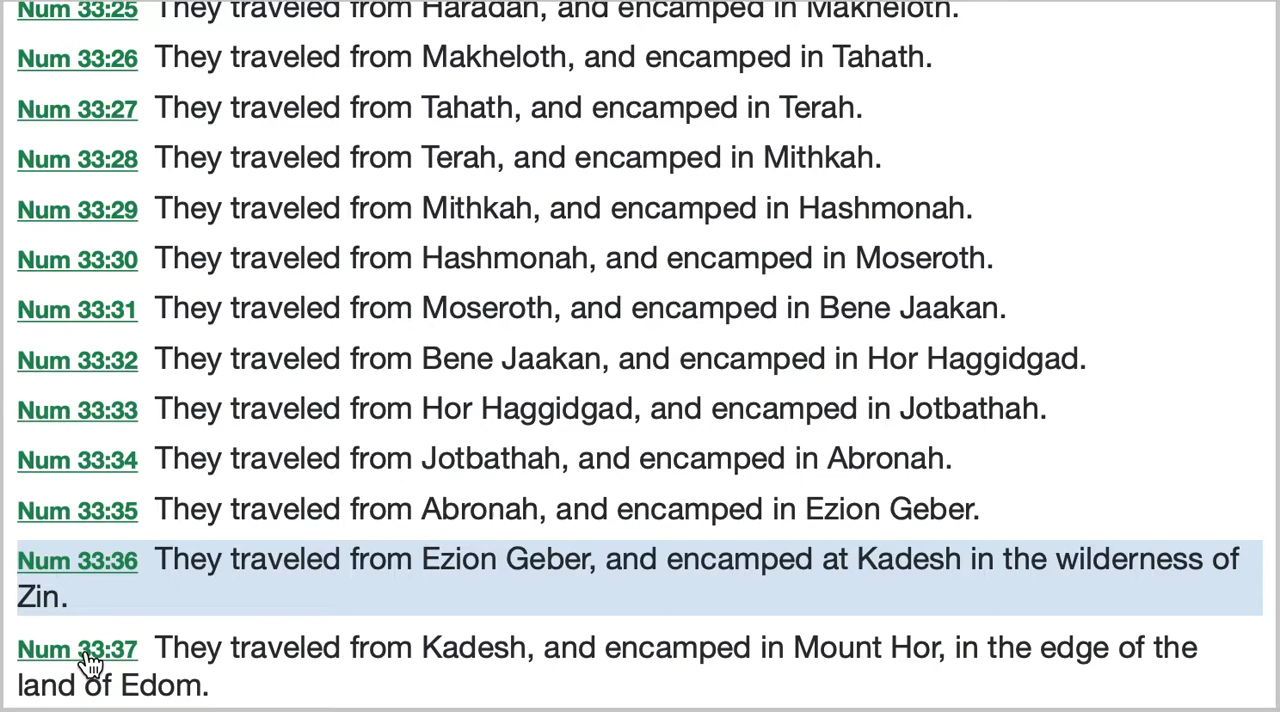 Num 33:25 They traveled from Haradah, and encamped in Makheloth.
Num 33:26 They traveled from Makheloth, and encamped in Tahath.
Num 33:27 They traveled from Tahath, and encamped in Terah.
Num 33:28 They traveled from Terah, and encamped in Mithkah.
Num 33:29 They traveled from Mithkah, and encamped in Hashmonah.
Num 33:30 They traveled from Hashmonah, and encamped in Moseroth.
Num 33:31 They traveled from Moseroth, and encamped in Bene Jaakan.
Num 33:32 They traveled from Bene Jaakan, and encamped in Hor Haggidgad.
Num 33:33 They traveled from Hor Haggidgad, and encamped in Jotbathah.
Num 33:34 They traveled from Jotbathah, and encamped in Abronah.
Num 33:35 They traveled from Abronah, and encamped in Ezion Geber.
Num 33:36 They traveled from Ezion Geber, and encamped at Kadesh in the wilderness of
Zin.
Num 33:37 They traveled from Kadesh, and encamped in Mount Hor, in the edge of the
land of Edom.